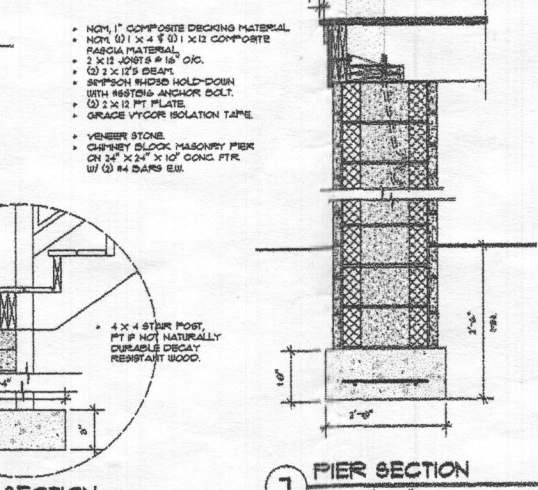 • NOM. 1" COMPOSITE DECKING MATERIAL
• NOM. (1) 1 X 4 & (1) 1 X 12 COMPOSITE
FASCIA MATERIAL
• 2 X 12 JOISTS @ 16" O/C.
• (2) 2 X 12'S BEAM.
• SIMPSON #HD5B HOLD-DOWN
WITH #SSTB16 ANCHOR BOLT.
• (2) 2 X 12 PT PLATE.
• GRACE VYCOR ISOLATION TAPE.
• VENEER STONE.
• CHIMNEY BLOCK MASONRY PIER
ON 24" X 24" X 10" CONC. FTR.
W/ (2) #4 BARS E.W.
• 4 X 4 STAIR POST,
PT IF NOT NATURALLY
DURABLE DECAY
RESISTANT WOOD.
2'-6"
MIN.
10"
2'-0"
4"
8"
PIER SECTION
SECTION